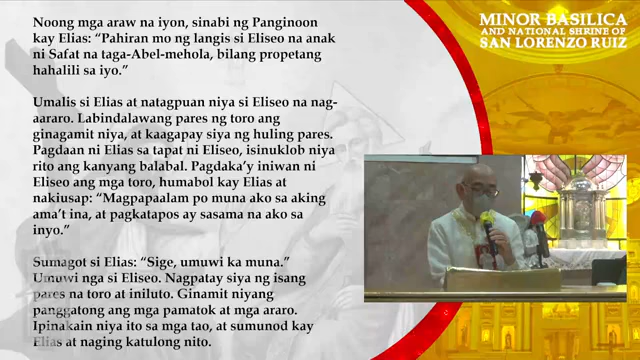 Noong mga araw na iyon, sinabi ng Panginoon
kay Elias: “Pahiran mo ng langis si Eliseo na anak
ni Safat na taga-Abel-mehola, bilang propetang
hahalili sa iyo.”
Umalis si Elias at natagpuan niya si Eliseo na nag-
aararo. Labindalawang pares ng toro ang
ginagamit niya, at kaagapay siya ng huling pares.
Pagdaan ni Elias sa tapat ni Eliseo, isinuklob niya
rito ang kanyang balabal. Pagdaka’y iniwan ni
Eliseo ang mga toro, humabol kay Elias at
nakiusap: “Magpapaalam po muna ako sa aking
ama’t ina, at pagkatapos ay sasama na ako sa
inyo.”
Sumagot si Elias: “Sige, umuwi ka muna.”
Umuwi nga si Eliseo. Nagpatay siya ng isang
pares na toro at iniluto. Ginamit niyang
panggatong ang mga pamatok at mga araro.
Ipinakain niya ito sa mga tao, at sumunod kay
Elias at naging katulong nito.
MINOR BASILICA
AND NATIONAL SHRINE OF
SAN LORENZO RUIZ